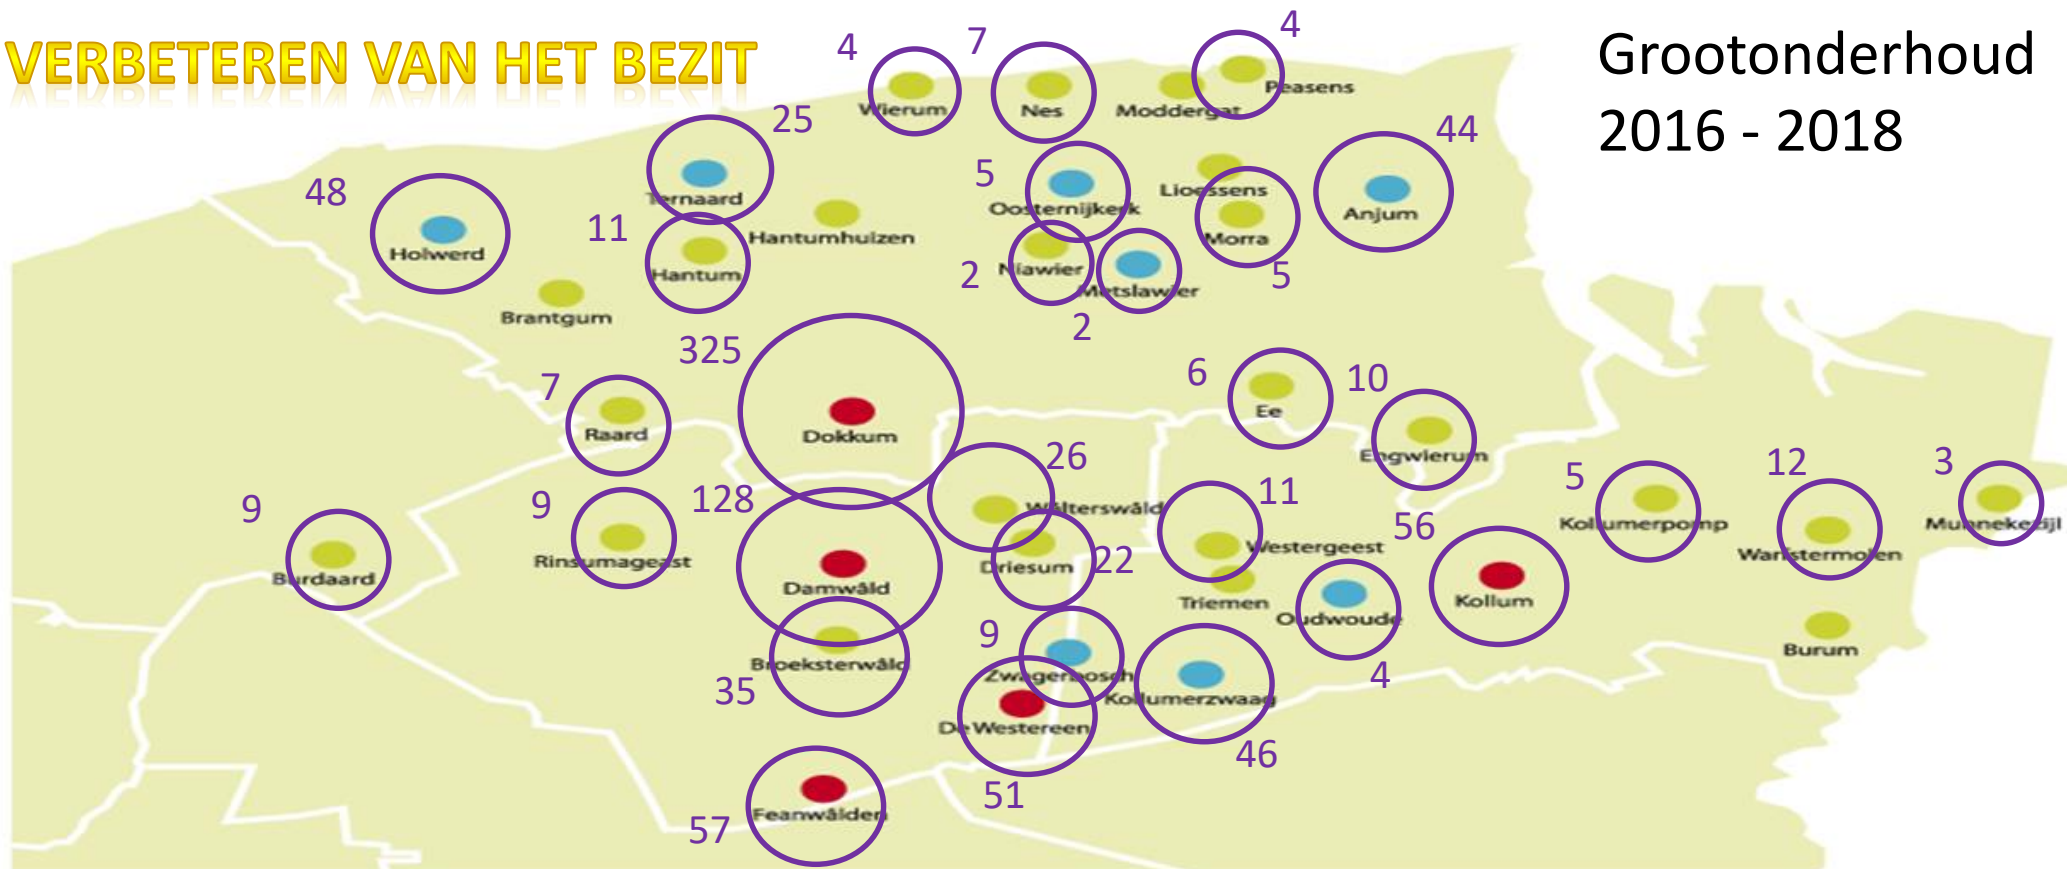 VERBETEREN VAN HET BEZIT
Grootonderhoud
2016 - 2018
4
Wierum
7
Nes
Moddergat
4
Peasens
25
Ternaard
48
Holwerd
11
Hantum
Hantumhuizen
5
Oosternijkerk
Lioessens
44
Anjum
Morra
5
2
Niawier
Metslawier
2
Brantgum
325
Dokkum
7
Raard
6
Ee
10
Engwierum
26
Wâlterswâld
9
Burdaard
9
Rinsumageast
128
Damwâld
22
Driesum
11
Westergeest
Triemen
56
Kollum
5
Kollumerpomp
12
Warfstermolen
3
Munnekezijl
Oudwoude
4
Burum
Broeksterwâld
35
9
Zwagerbosch
Kollumerzwaag
46
De Westereen
51
Feanwâlden
57